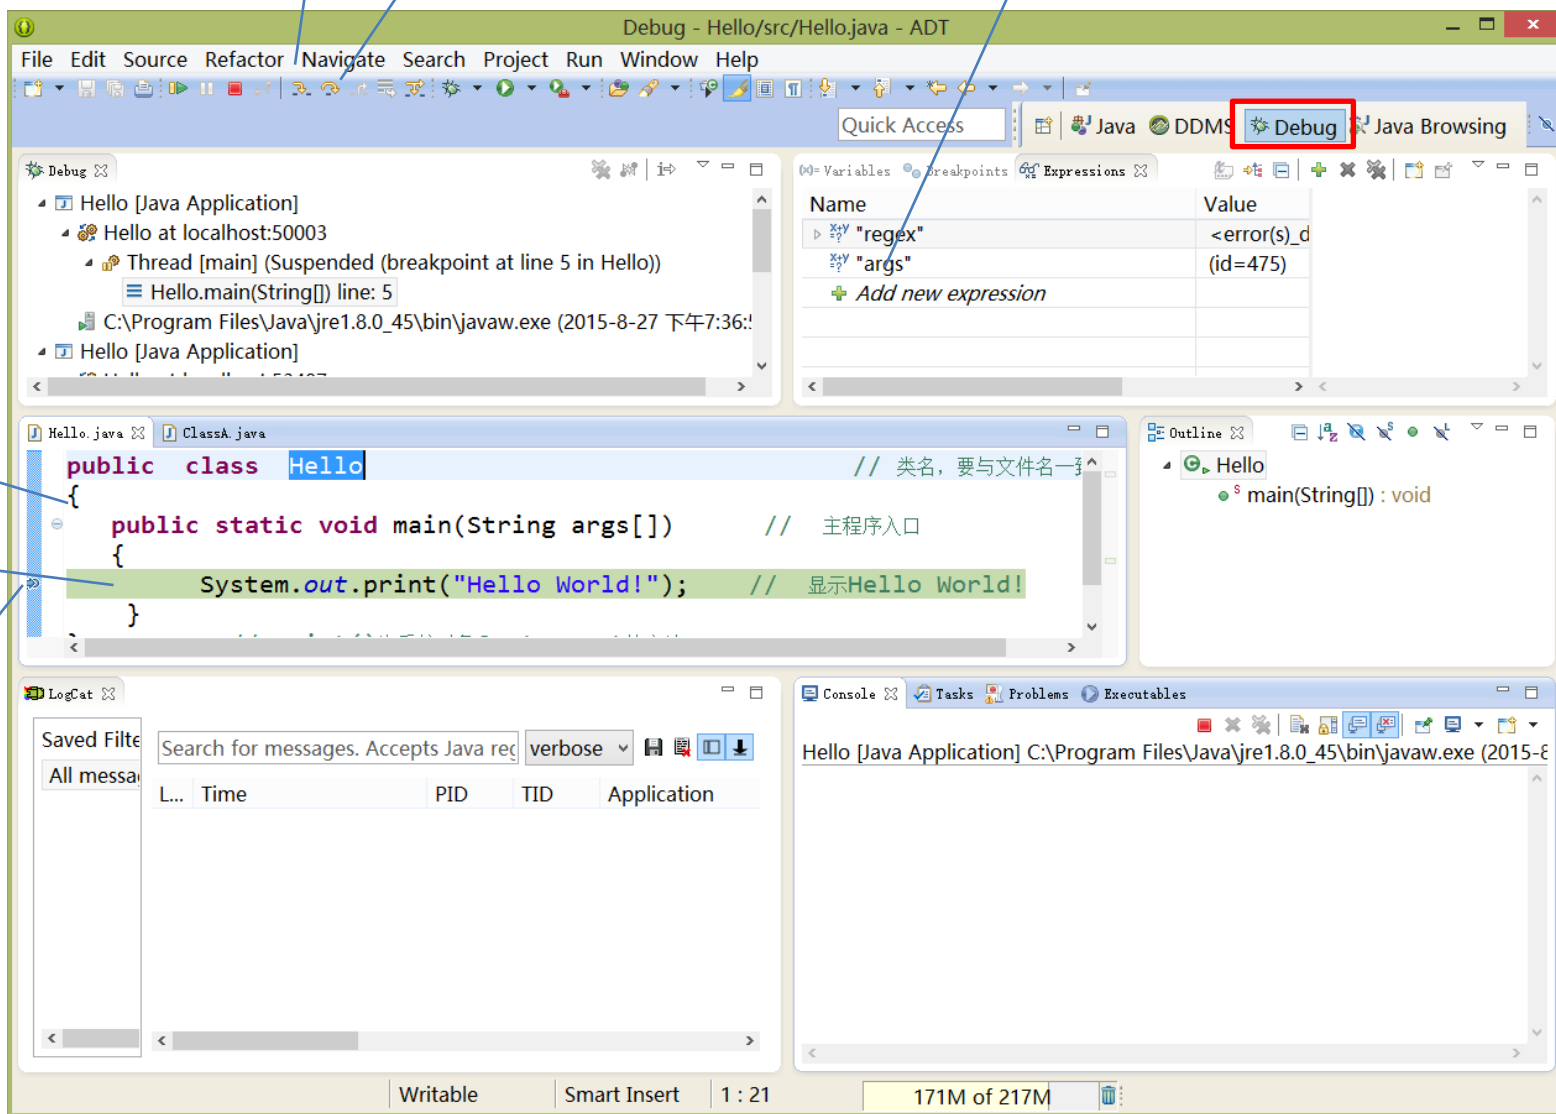 Debug - Hello/src/Hello.java - ADT
File Edit Source Refactor Navigate Search Project Run Window Help
Quick Access
Java DDMS Debug Java Browsing
Debug
Hello [Java Application]
Hello at localhost:50003
Thread [main] (Suspended (breakpoint at line 5 in Hello))
Hello.main(String[]) line: 5
C:\Program Files\Java\jre1.8.0_45\bin\javaw.exe (2015-8-27 下午7:36:
Hello [Java Application]
(x)= Variables Breakpoints Expressions
Name Value
"regex" <error(s)_d
"args" (id=475)
Add new expression
Hello.java ClassA.java
public class Hello // 类名，要与文件名一致
{
public static void main(String args[]) // 主程序入口
{
System.out.print("Hello World!"); // 显示Hello World!
}
Outline
Hello
main(String[]) : void
LogCat
Saved Filte
All messa
Search for messages. Accepts Java reg verbose
L... Time PID TID Application
Console Tasks Problems Executables
Hello [Java Application] C:\Program Files\Java\jre1.8.0_45\bin\javaw.exe (2015-8
Writable Smart Insert 1 : 21 171M of 217M